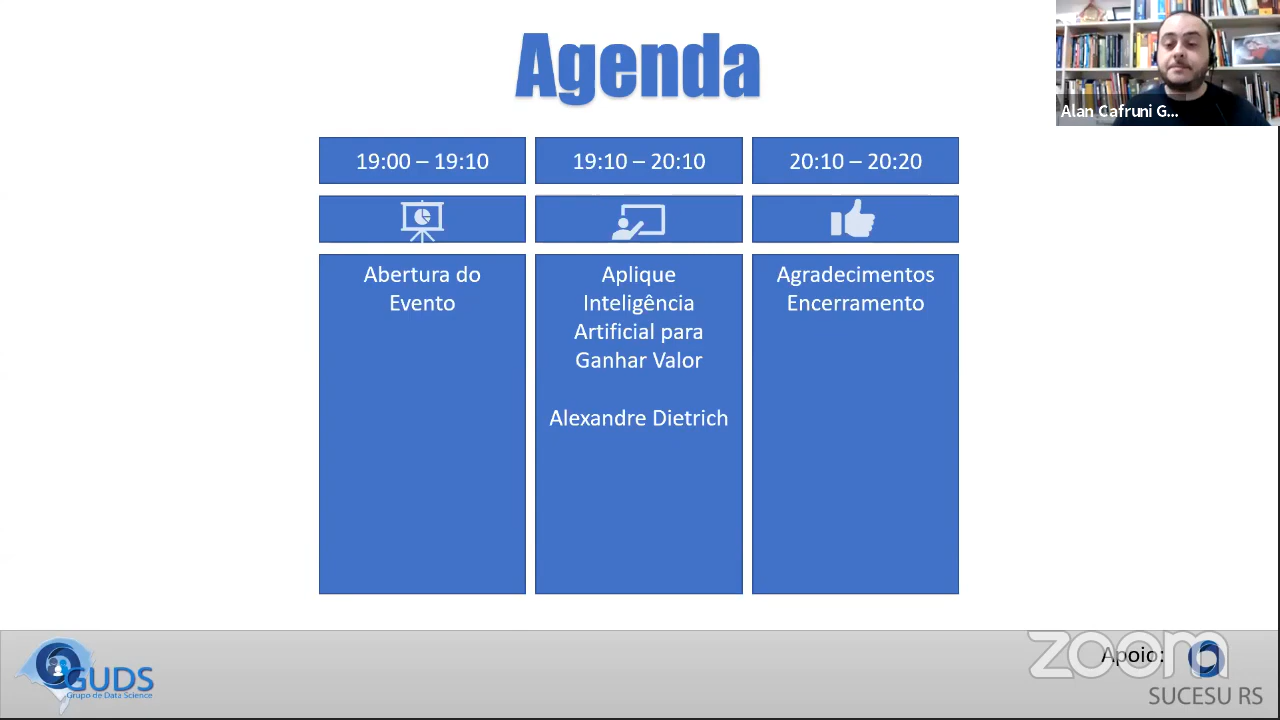 Agenda
Alan Cafruni G...
19:00 – 19:10
19:10 – 20:10
20:10 – 20:20
Abertura do
Evento
Aplique
Inteligência
Artificial para
Ganhar Valor
Alexandre Dietrich
Agradecimentos
Encerramento
GUDS
Grupo de Data Science
zoom
Apoio:
SUCESU RS